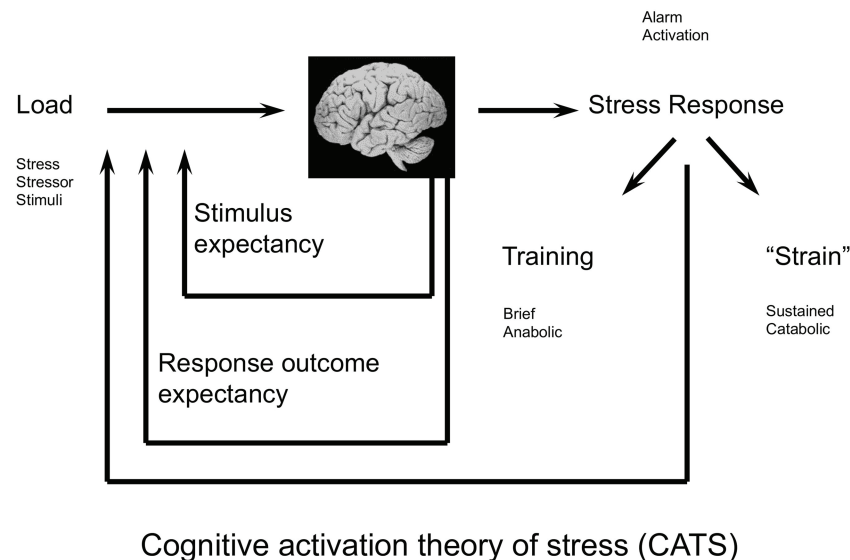 Alarm
Activation
Load
Stress Response
Stress
Stressor
Stimuli
Stimulus
expectancy
Training
“Strain”
Brief
Anabolic
Sustained
Catabolic
Response outcome
expectancy
Cognitive activation theory of stress (CATS)